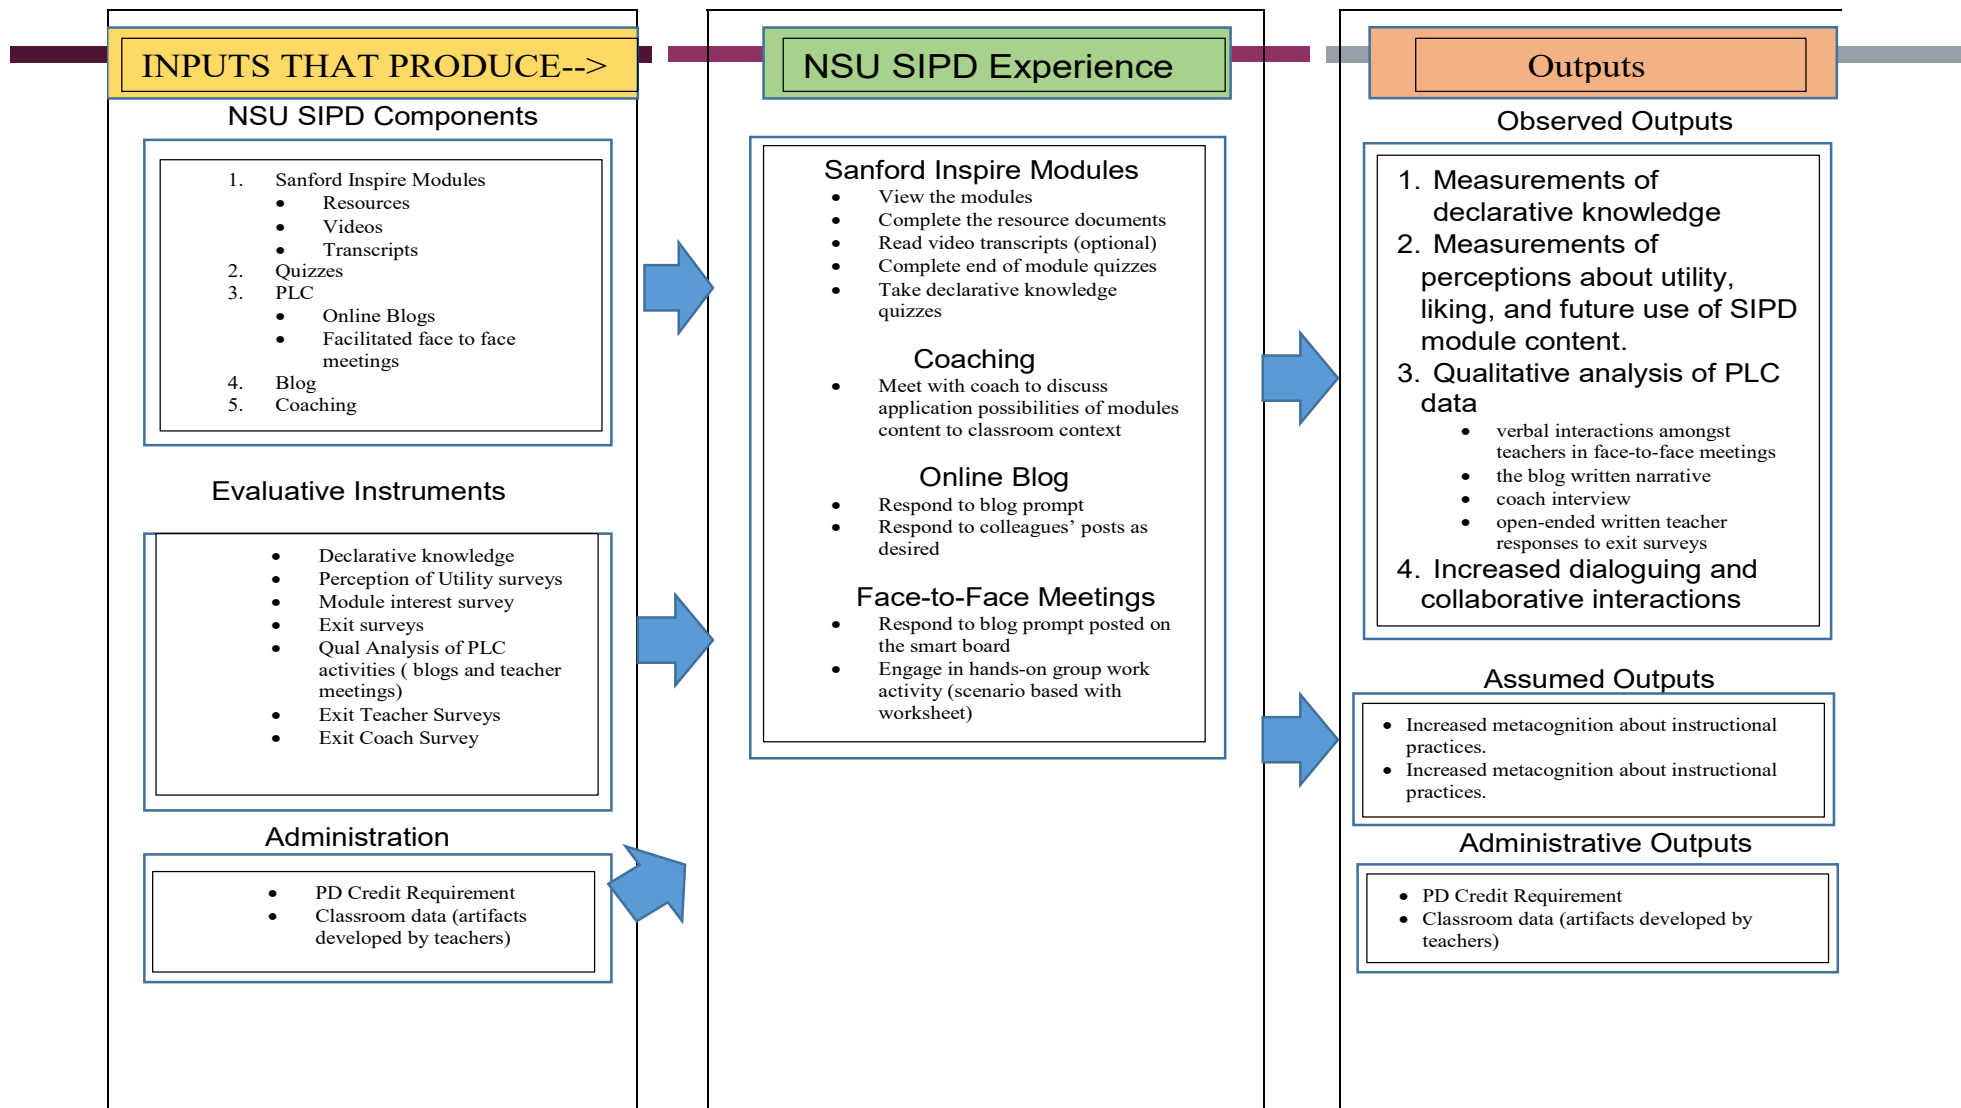 INPUTS THAT PRODUCE-->
NSU SIPD Components
1. Sanford Inspire Modules
• Resources
• Videos
• Transcripts
2. Quizzes
3. PLC
• Online Blogs
• Facilitated face to face
meetings
4. Blog
5. Coaching
Evaluative Instruments
• Declarative knowledge
• Perception of Utility surveys
• Module interest survey
• Exit surveys
• Qual Analysis of PLC
activities ( blogs and teacher
meetings)
• Exit Teacher Surveys
• Exit Coach Survey
Administration
• PD Credit Requirement
• Classroom data (artifacts
developed by teachers)
NSU SIPD Experience
Sanford Inspire Modules
• View the modules
• Complete the resource documents
• Read video transcripts (optional)
• Complete end of module quizzes
• Take declarative knowledge
quizzes
Coaching
• Meet with coach to discuss
application possibilities of modules
content to classroom context
Online Blog
• Respond to blog prompt
• Respond to colleagues’ posts as
desired
Face-to-Face Meetings
• Respond to blog prompt posted on
the smart board
• Engage in hands-on group work
activity (scenario based with
worksheet)
Outputs
Observed Outputs
1. Measurements of
declarative knowledge
2. Measurements of
perceptions about utility,
liking, and future use of SIPD
module content.
3. Qualitative analysis of PLC
data
• verbal interactions amongst
teachers in face-to-face meetings
• the blog written narrative
• coach interview
• open-ended written teacher
responses to exit surveys
4. Increased dialoguing and
collaborative interactions
Assumed Outputs
• Increased metacognition about instructional
practices.
• Increased metacognition about instructional
practices.
Administrative Outputs
• PD Credit Requirement
• Classroom data (artifacts developed by
teachers)